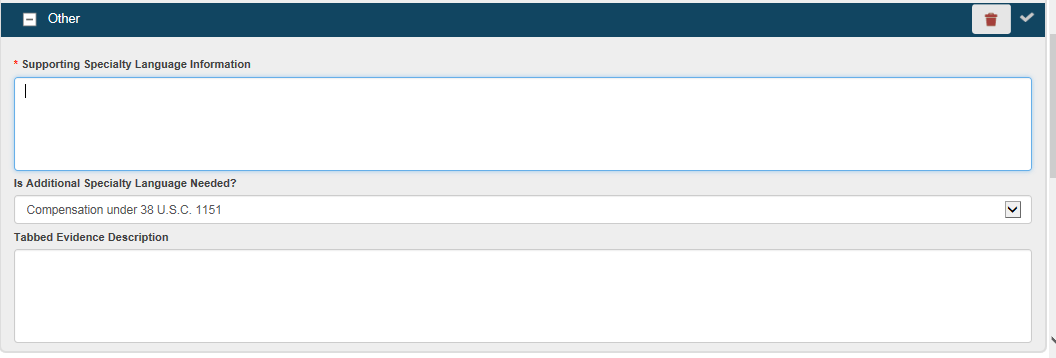 Other
* Supporting Specialty Language Information
Is Additional Specialty Language Needed?
Compensation under 38 U.S.C. 1151
Tabbed Evidence Description